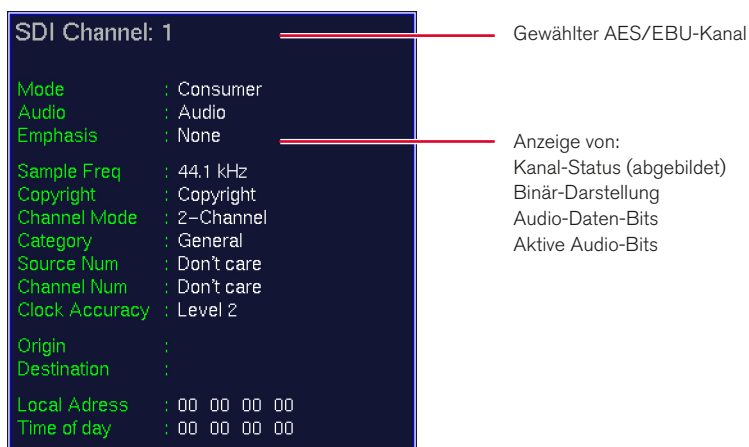 SDI Channel: 1
Gewählter AES/EBU-Kanal
Mode : Consumer
Audio : Audio
Emphasis : None
Anzeige von:
Kanal-Status (abgebildet)
Binär-Darstellung
Audio-Daten-Bits
Aktive Audio-Bits
Sample Freq : 44.1 kHz
Copyright : Copyright
Channel Mode : 2-Channel
Category : General
Source Num : Don't care
Channel Num : Don't care
Clock Accuracy : Level 2
Origin :
Destination :
Local Adress : 00 00 00 00
Time of day : 00 00 00 00